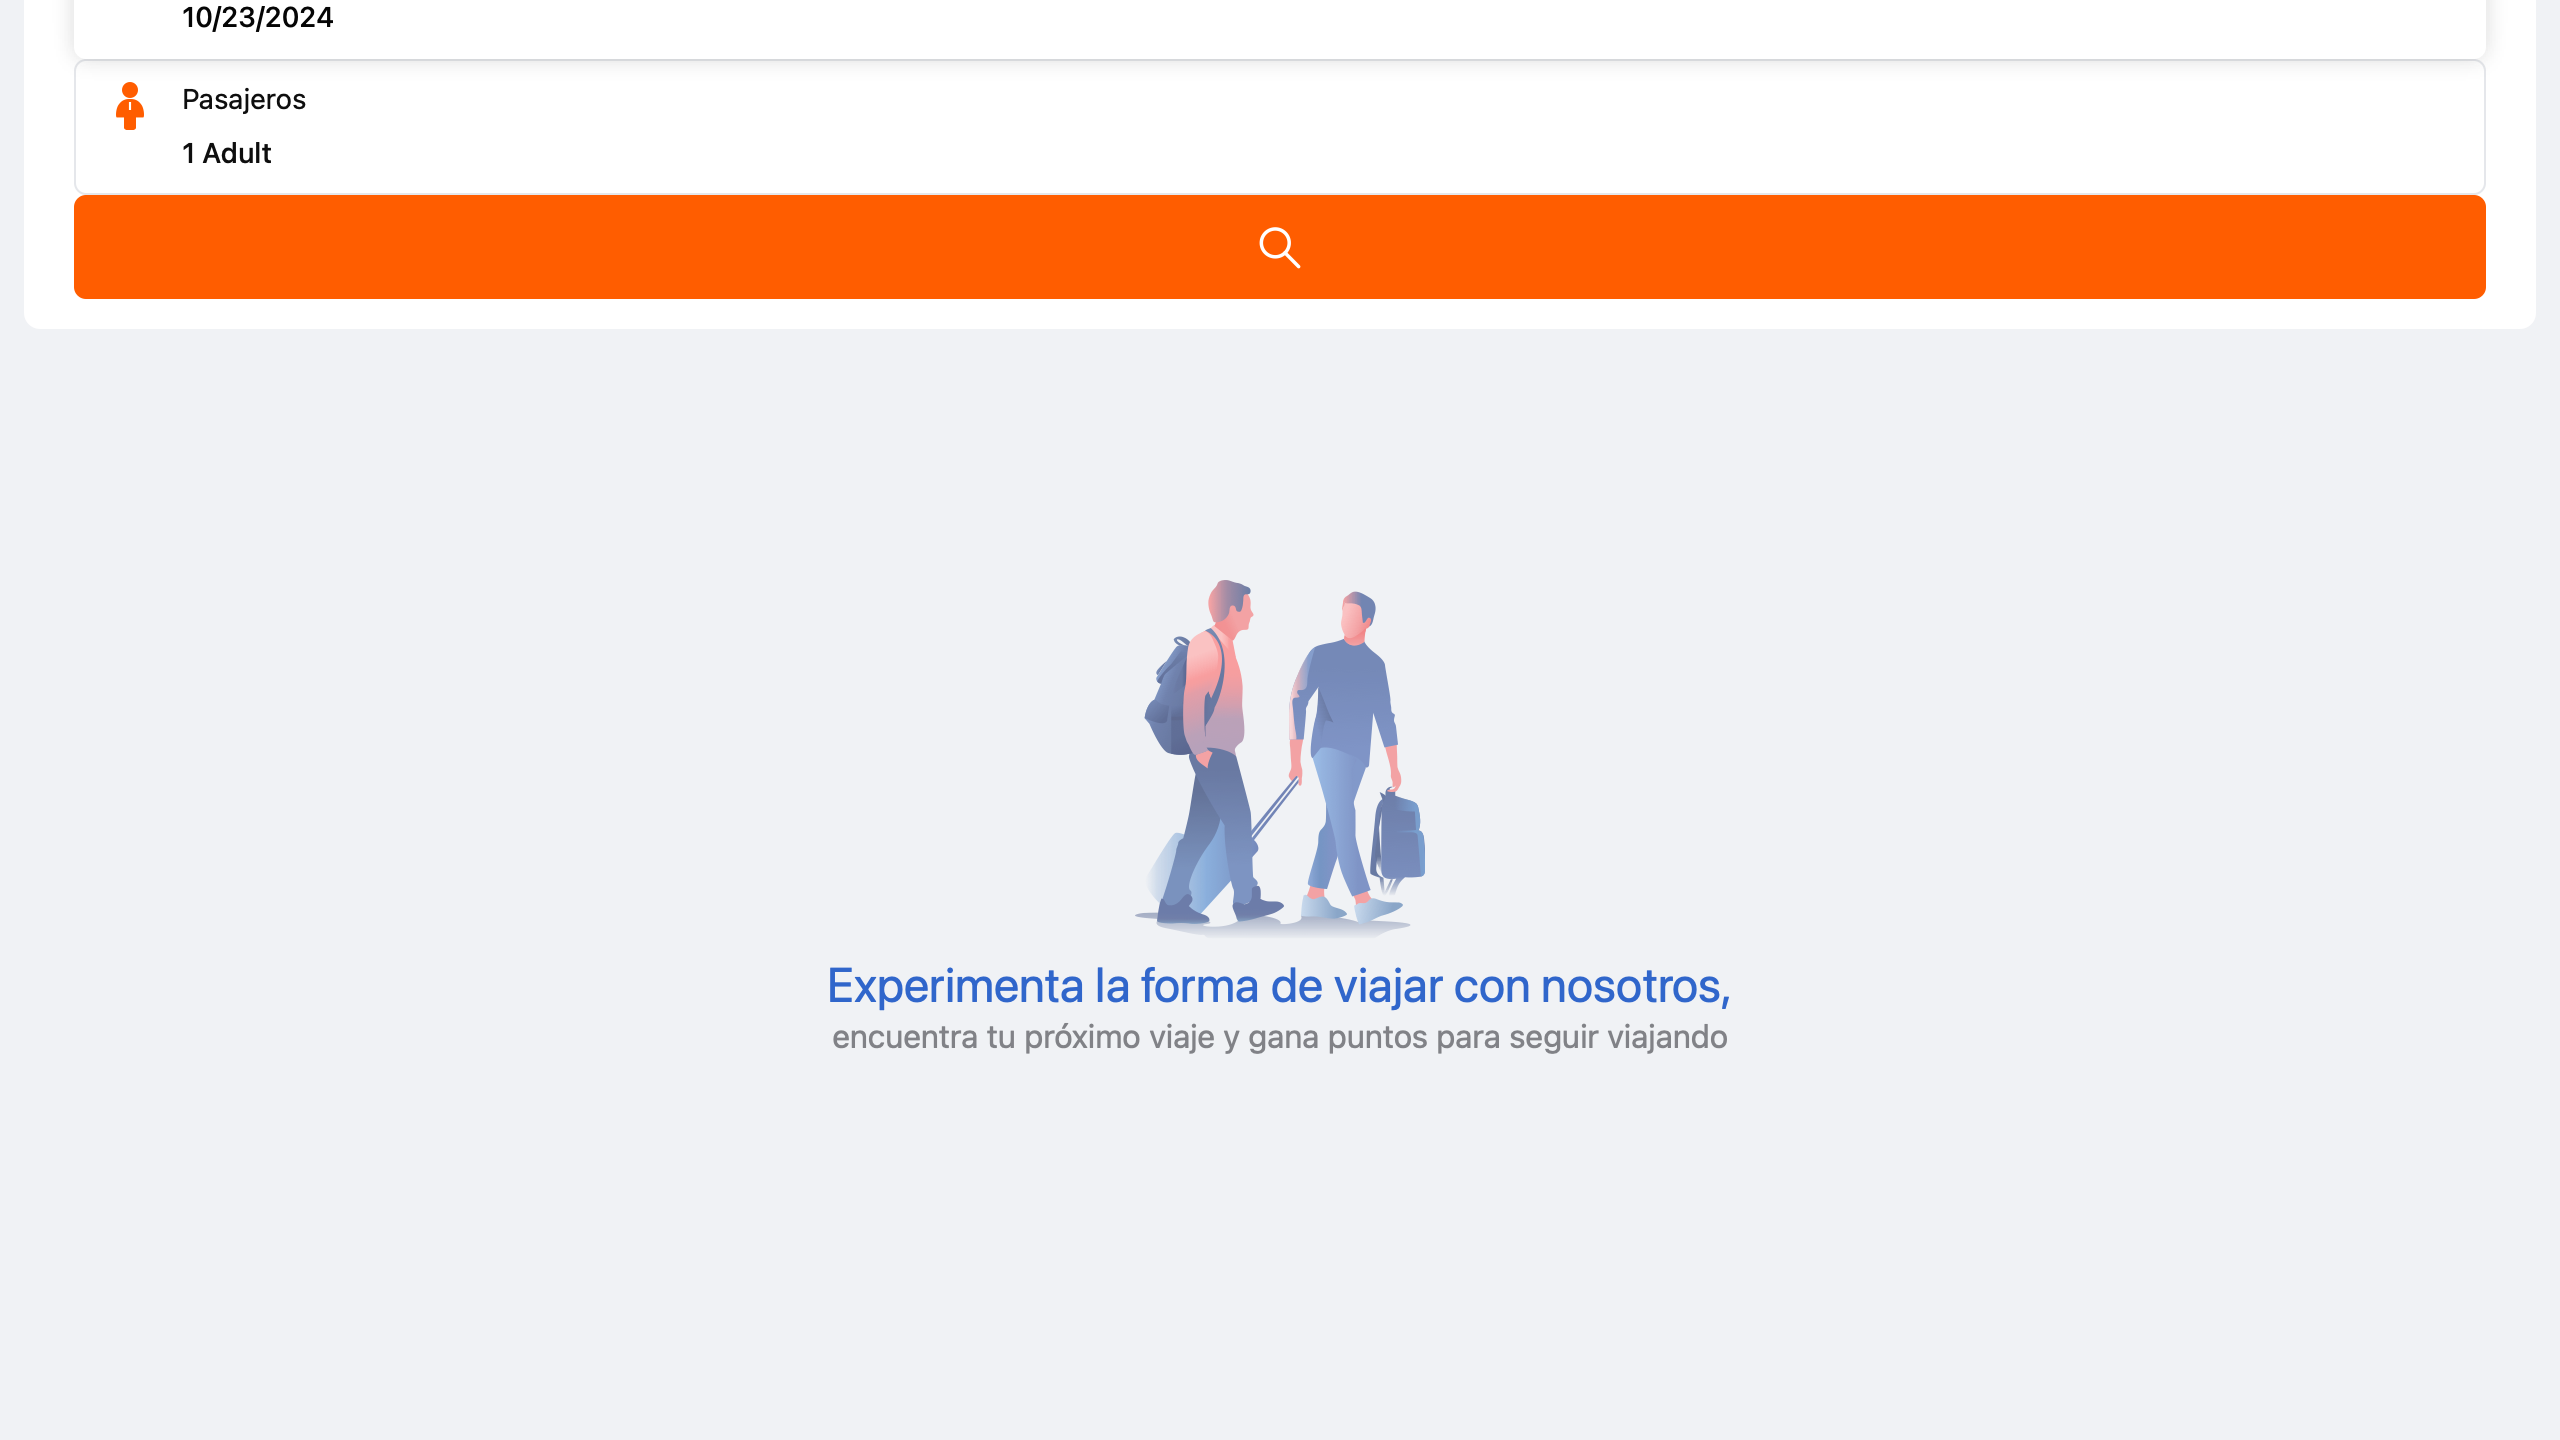 10/23/2024
Pasajeros
1 Adult
Experimenta la forma de viajar con nosotros,
encuentra tu próximo viaje y gana puntos para seguir viajando